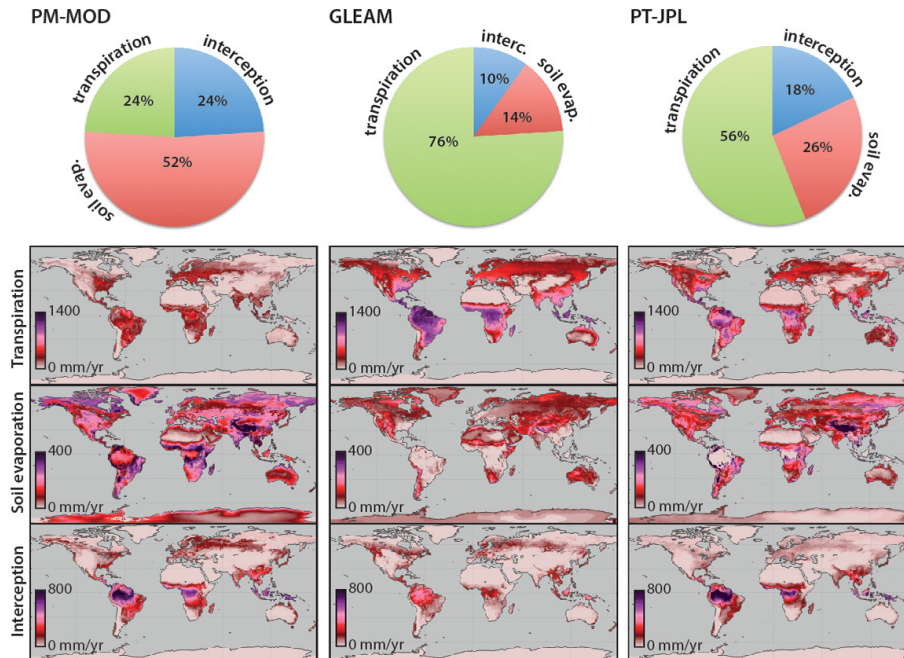 PM-MOD
GLEAM
PT-JPL
transpiration
interception
24%
24%
52%
soil evap.
transpiration
interc.
soil evap.
10%
14%
76%
transpiration
interception
18%
56%
26%
soil evap.
Transpiration
1400
0 mm/yr
1400
0 mm/yr
1400
0 mm/yr
Soil evaporation
400
0 mm/yr
400
0 mm/yr
400
0 mm/yr
Interception
800
0 mm/yr
800
0 mm/yr
800
0 mm/yr